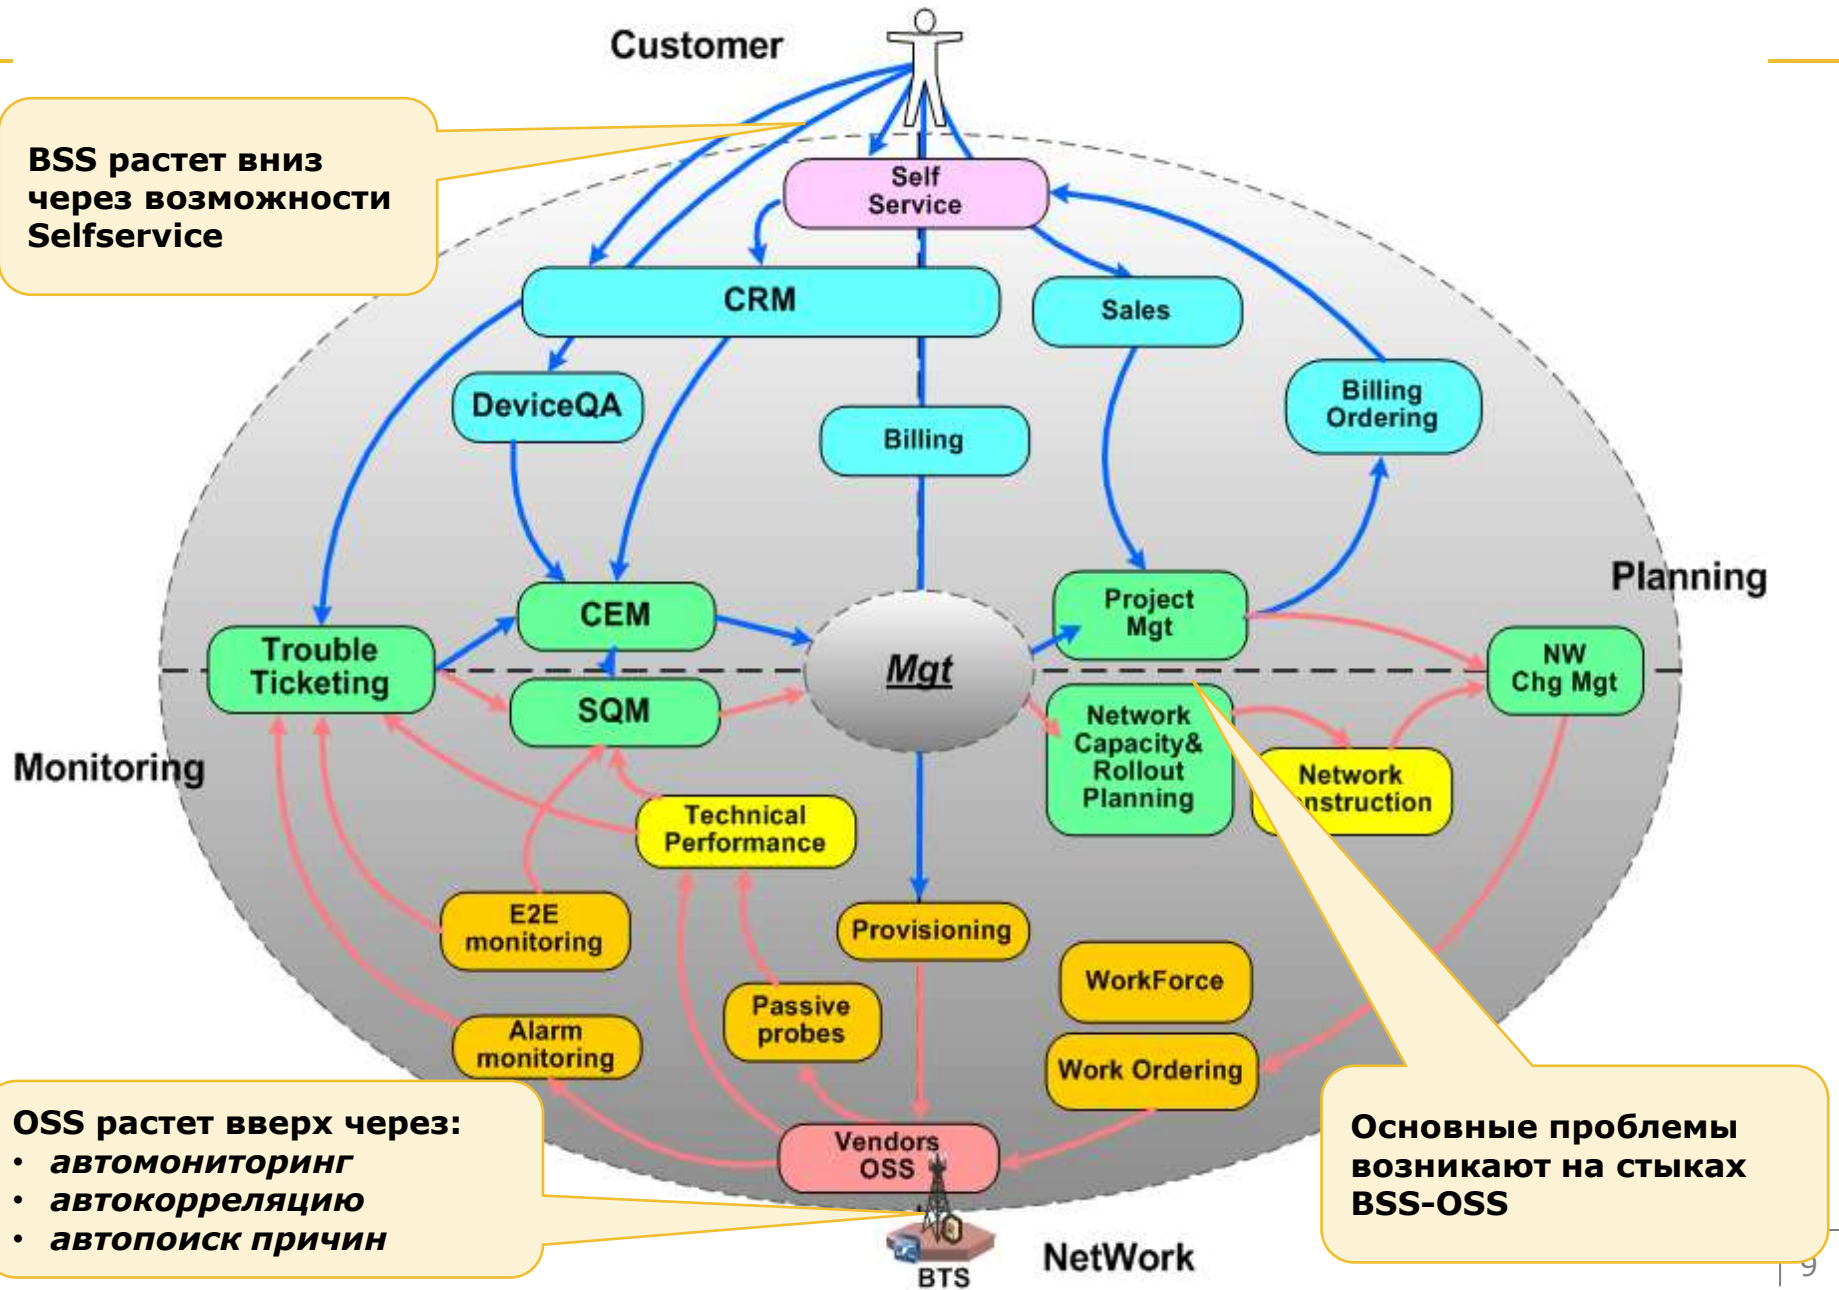 Customer
BSS растет вниз
через возможности
Selfservice
Self
Service
CRM
Sales
DeviceQA
Billing
Billing
Ordering
Planning
CEM
Project
Mgt
Trouble
Ticketing
Mgt
NW
Chg Mgt
SQM
Network
Capacity&
Rollout
Planning
Monitoring
Network
nstruction
Technical
Performance
E2E
monitoring
Provisioning
WorkForce
Passive
probes
Alarm
monitoring
Work Ordering
OSS растет вверх через:
• автомониторинг
• автокорреляцию
• автопоиск причин
Vendors
OSS
Основные проблемы
возникают на стыках
BSS-OSS
NetWork
BTS
| 9